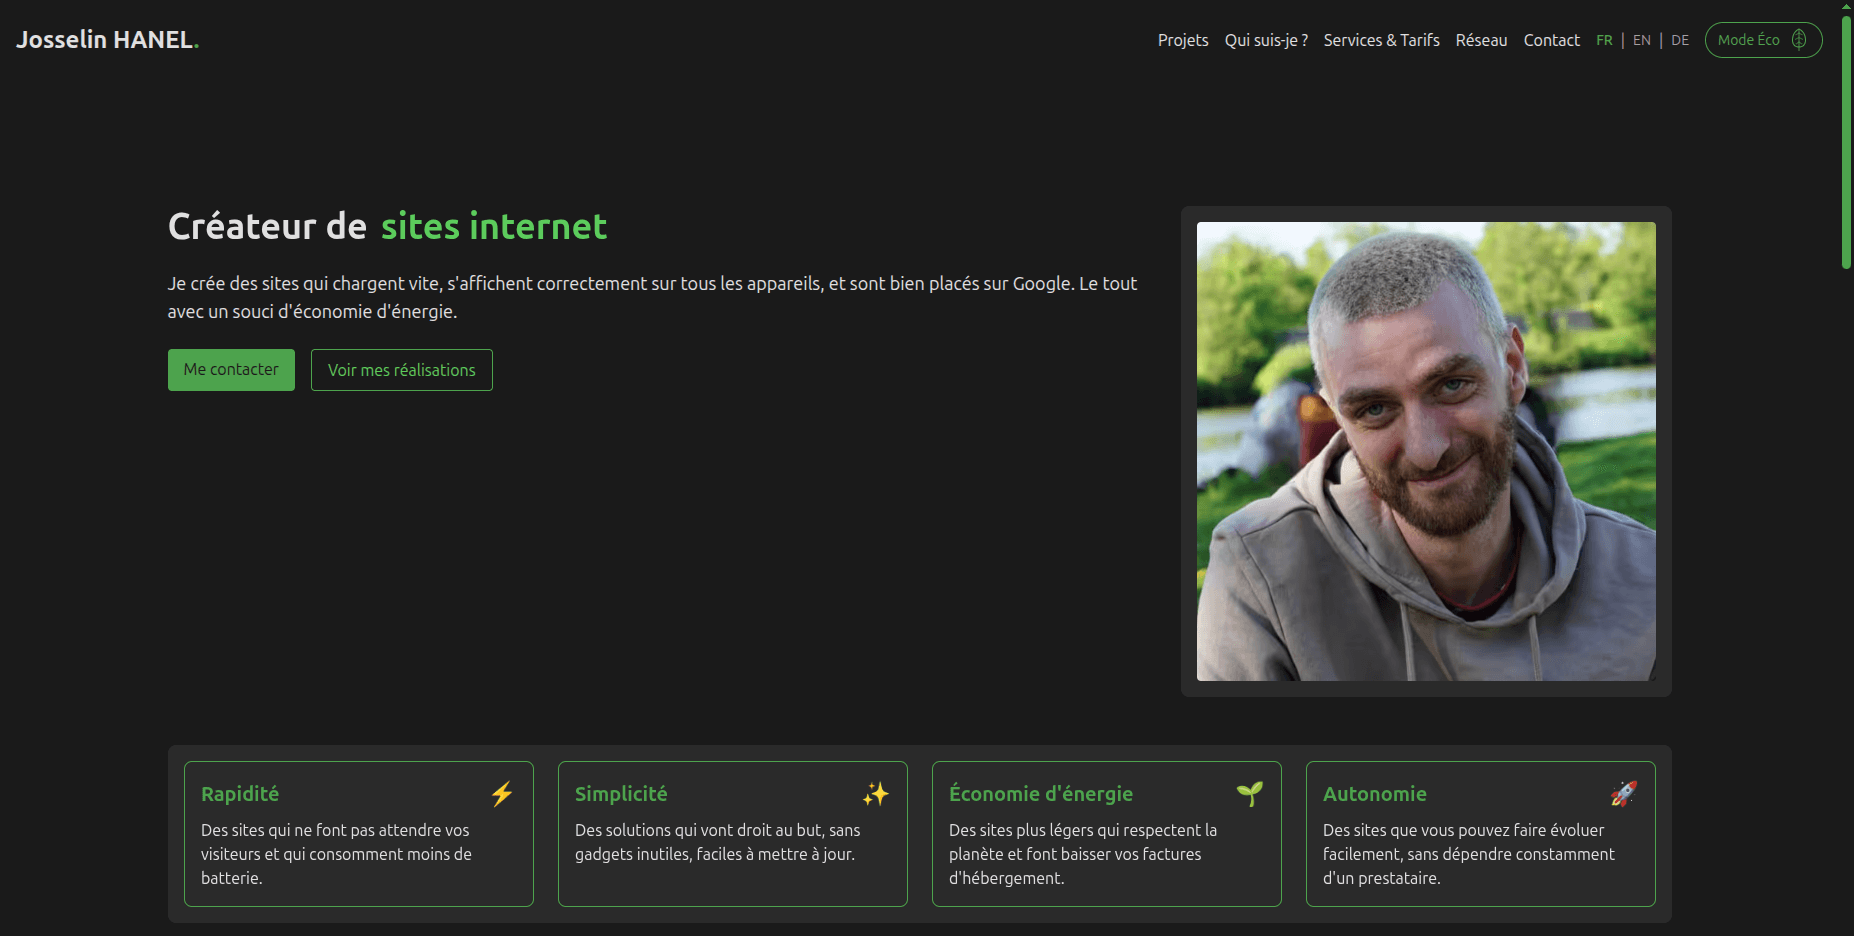 Josselin HANEL.
Projets
Qui suis-je ?
Services & Tarifs
Réseau
Contact
FR | EN | DE
Mode Éco
Créateur de sites internet
Je crée des sites qui chargent vite, s'affichent correctement sur tous les appareils, et sont bien placés sur Google. Le tout
avec un souci d'économie d'énergie.
Me contacter
Voir mes réalisations
Rapidité
Des sites qui ne font pas attendre vos
visiteurs et qui consomment moins de
batterie.
Simplicité
Des solutions qui vont droit au but, sans
gadgets inutiles, faciles à mettre à jour.
Économie d'énergie
Des sites plus légers qui respectent la
planète et font baisser vos factures
d'hébergement.
Autonomie
Des sites que vous pouvez faire évoluer
facilement, sans dépendre constamment
d'un prestataire.